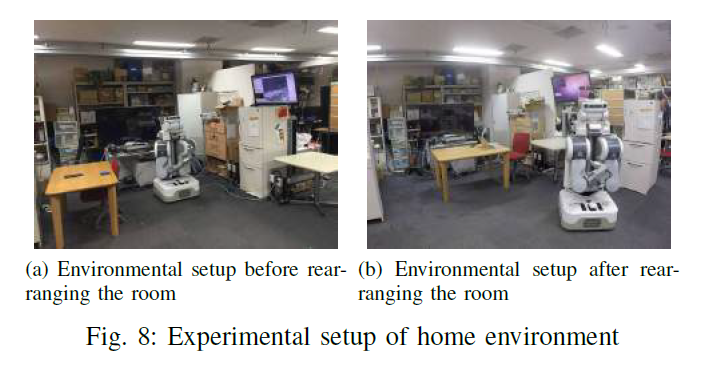 (a) Environmental setup before rear-
ranging the room
(b) Environmental setup after rear-
ranging the room
Fig. 8: Experimental setup of home environment